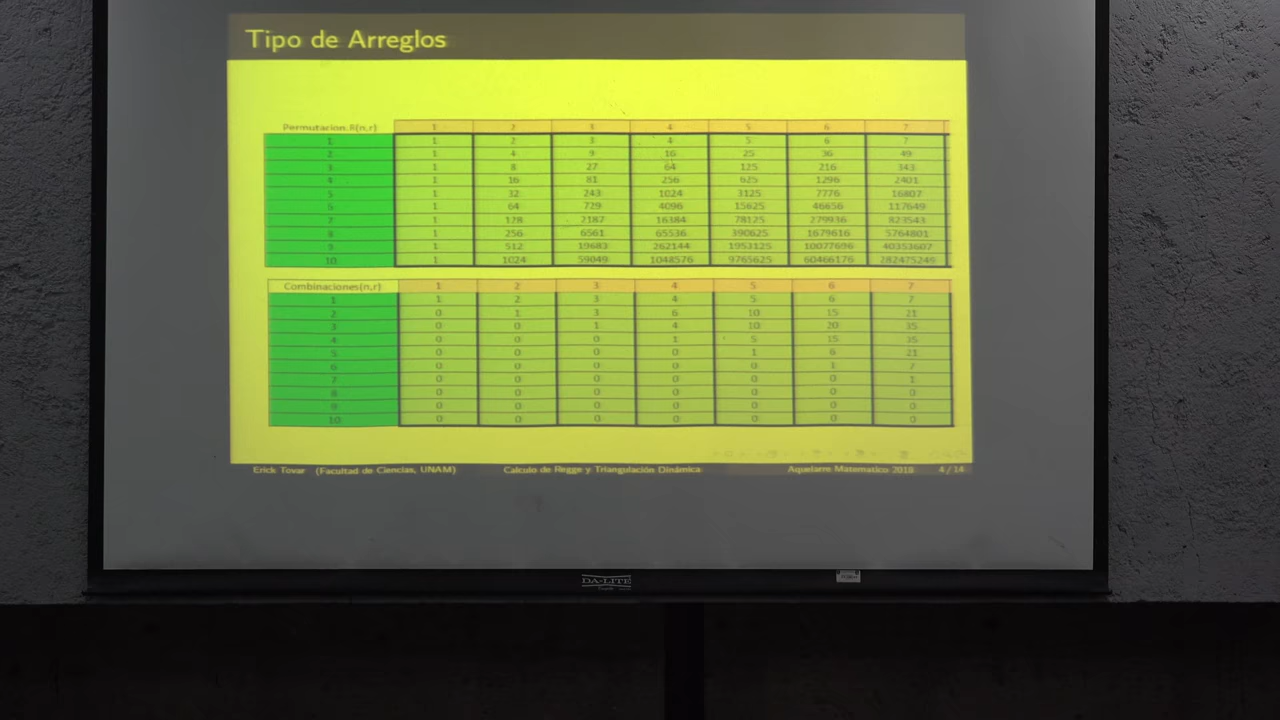 Tipo de Arreglos
Permutacion.R(n,r) 1 2 3 4 5 6 7
1 1 2 3 4 5 6 7
2 1 4 9 16 25 36 49
3 1 8 27 64 125 216 343
4 1 16 81 256 625 1296 2401
5 1 32 243 1024 3125 7776 16807
6 1 64 729 4096 15625 46656 117649
7 1 128 2187 16384 78125 279936 823543
8 1 256 6561 65536 390625 1679616 5764801
9 1 512 19683 262144 1953125 10077696 40353607
10 1 1024 59049 1048576 9765625 60466176 282475249
Combinaciones(n,r) 1 2 3 4 5 6 7
1 1 2 3 4 5 6 7
2 0 1 3 6 10 15 21
3 0 0 1 4 10 20 35
4 0 0 0 1 5 15 35
5 0 0 0 0 1 6 21
6 0 0 0 0 0 1 7
7 0 0 0 0 0 0 1
8 0 0 0 0 0 0 0
9 0 0 0 0 0 0 0
10 0 0 0 0 0 0 0
Erick Tovar (Facultad de Ciencias, UNAM) Calculo de Regge y Triangulación Dinámica Aquelarre Matematico 2018 4 / 14
DA-LITE